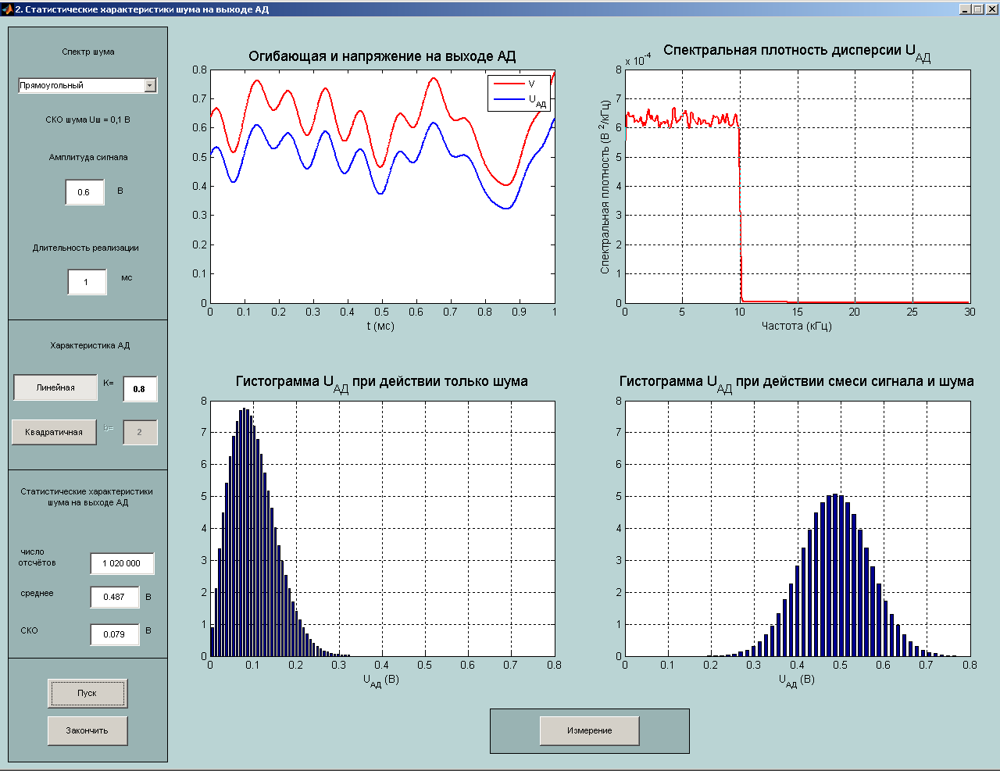 2. Статистические характеристики шума на выходе АД
Спектр шума
Прямоугольный
СКО шума Uш = 0,1 В
Амплитуда сигнала
0.6 В
Длительность реализации
1 мс
Характеристика АД
Линейная K= 0.8
Квадратичная b= 2
Статистические характеристики
шума на выходе АД
число
отсчётов
1 020 000
среднее 0.487 В
СКО 0.079 В
Пуск
Закончить
Огибающая и напряжение на выходе АД
V
UАД
0.8
0.7
0.6
0.5
0.4
0.3
0.2
0.1
0
0 0.1 0.2 0.3 0.4 0.5 0.6 0.7 0.8 0.9 1
t (мс)
Спектральная плотность дисперсии UАД
x 10-4
Спектральная плотность (В 2/кГц)
8
7
6
5
4
3
2
1
0
0 5 10 15 20 25 30
Частота (кГц)
Гистограмма UАД при действии только шума
8
7
6
5
4
3
2
1
0
0 0.1 0.2 0.3 0.4 0.5 0.6 0.7 0.8
UАД (В)
Гистограмма UАД при действии смеси сигнала и шума
8
7
6
5
4
3
2
1
0
0 0.1 0.2 0.3 0.4 0.5 0.6 0.7 0.8
UАД (В)
Измерение